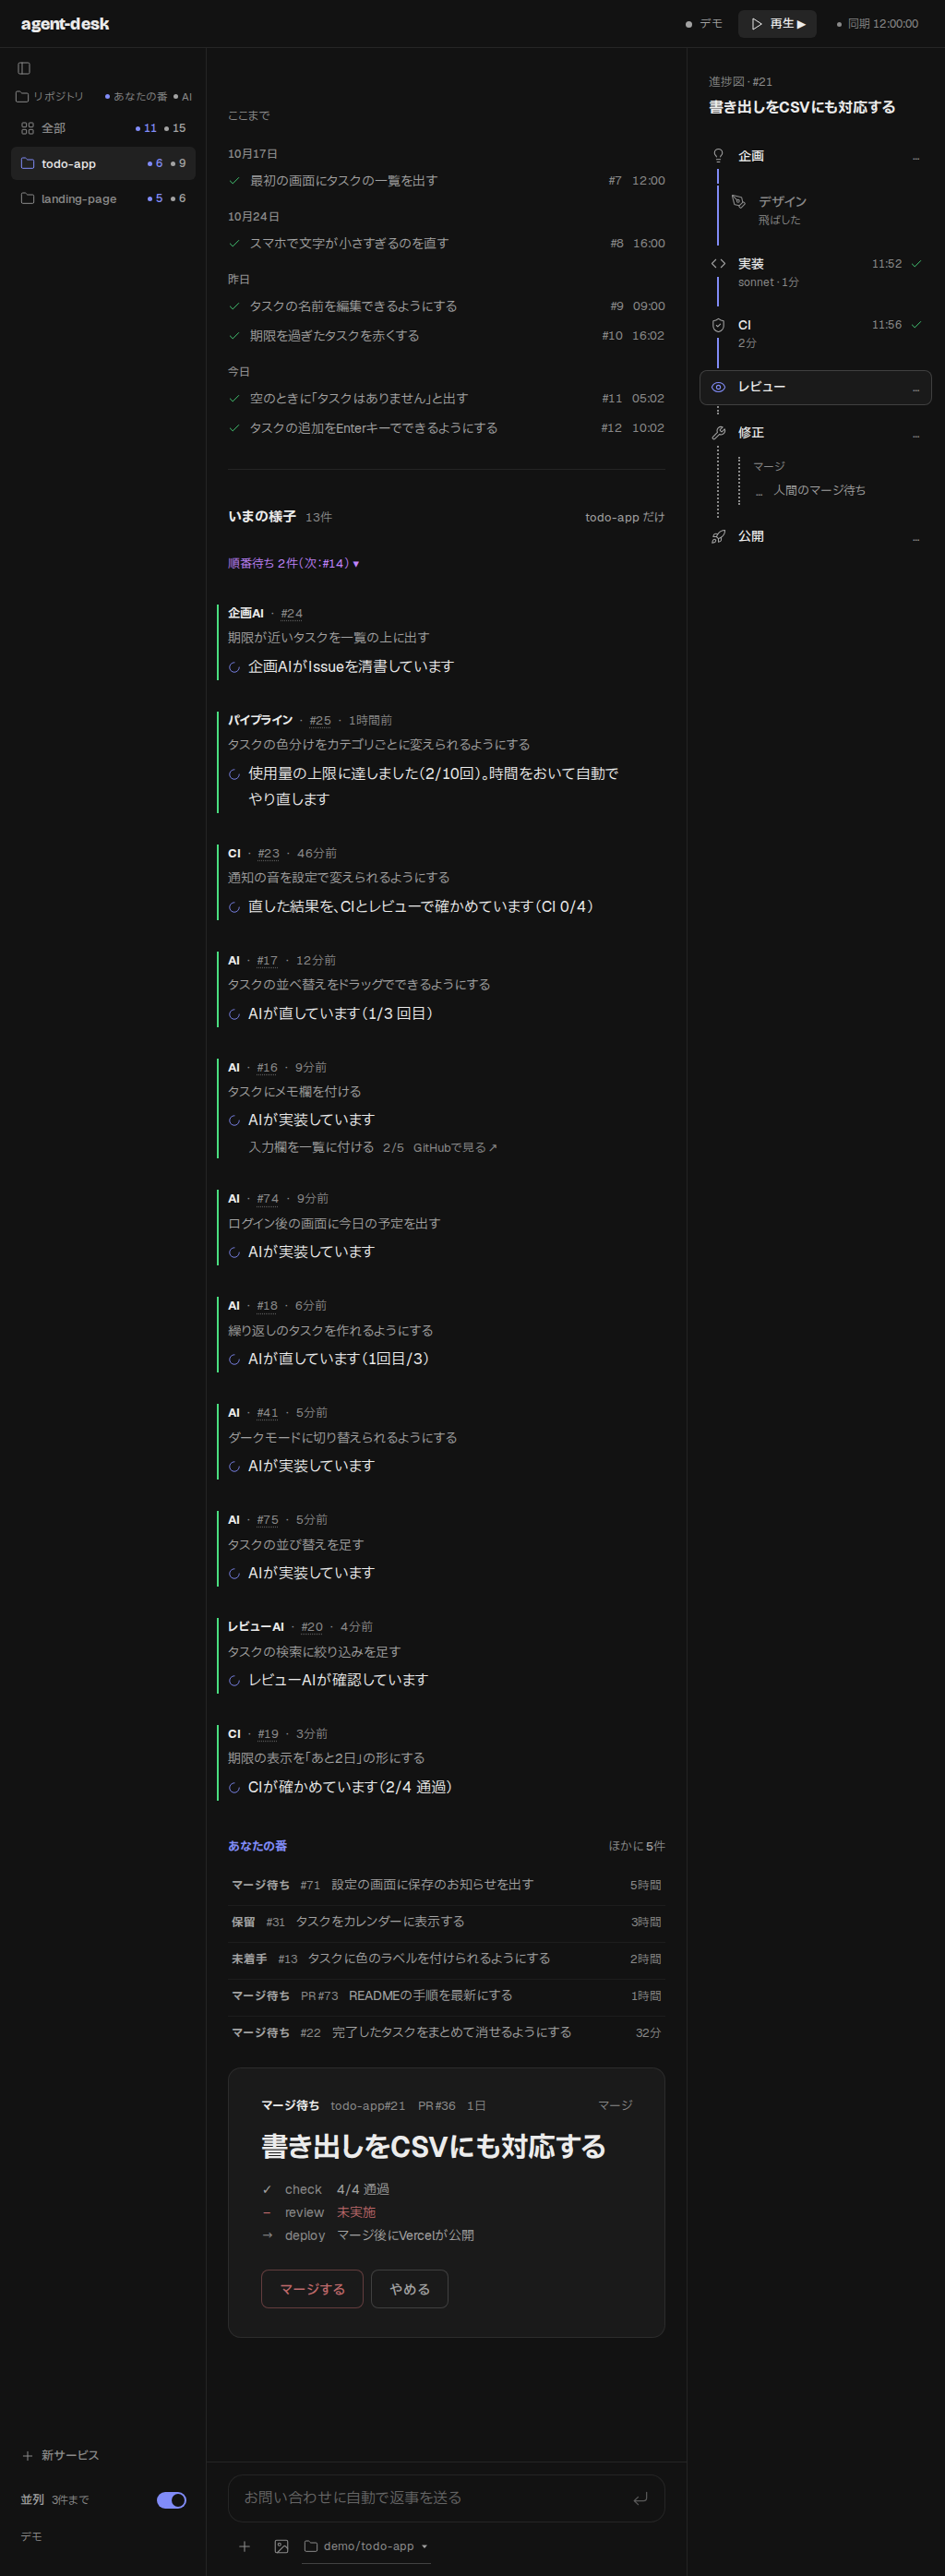 agent-desk
デモ
再生 ▶
同期 12:00:00
リポジトリ
あなたの番
AI
全部
11
15
todo-app
6
9
landing-page
5
6
ここまで
10月17日
最初の画面にタスクの一覧を出す #7 12:00
10月24日
スマホで文字が小さすぎるのを直す #8 16:00
昨日
タスクの名前を編集できるようにする #9 09:00
期限を過ぎたタスクを赤くする #10 16:02
今日
空のときに「タスクはありません」と出す #11 05:02
タスクの追加をEnterキーでできるようにする #12 10:02
いまの様子 13件
todo-app だけ
順番待ち 2件（次：#14）▾
企画AI · #24
期限が近いタスクを一覧の上に出す
企画AIがIssueを清書しています
パイプライン · #25 · 1時間前
タスクの色分けをカテゴリごとに変えられるようにする
使用量の上限に達しました（2/10回）。時間をおいて自動で
やり直します
CI · #23 · 46分前
通知の音を設定で変えられるようにする
直した結果を、CIとレビューで確かめています（CI 0/4）
AI · #17 · 12分前
タスクの並べ替えをドラッグでできるようにする
AIが直しています（1/3 回目）
AI · #16 · 9分前
タスクにメモ欄を付ける
AIが実装しています
入力欄を一覧に付ける 2/5 GitHubで見る ↗
AI · #74 · 9分前
ログイン後の画面に今日の予定を出す
AIが実装しています
AI · #18 · 6分前
繰り返しのタスクを作れるようにする
AIが直しています（1回目/3）
AI · #41 · 5分前
ダークモードに切り替えられるようにする
AIが実装しています
AI · #75 · 5分前
タスクの並び替えを足す
AIが実装しています
レビューAI · #20 · 4分前
タスクの検索に絞り込みを足す
レビューAIが確認しています
CI · #19 · 3分前
期限の表示を「あと2日」の形にする
CIが確かめています（2/4 通過）
あなたの番
ほかに 5件
マージ待ち #71 設定の画面に保存のお知らせを出す 5時間
保留 #31 タスクをカレンダーに表示する 3時間
未着手 #13 タスクに色のラベルを付けられるようにする 2時間
マージ待ち PR #73 READMEの手順を最新にする 1時間
マージ待ち #22 完了したタスクをまとめて消せるようにする 32分
マージ待ち todo-app#21 PR #36 1日 マージ
書き出しをCSVにも対応する
✓ check 4/4 通過
– review 未実施
→ deploy マージ後にVercelが公開
マージする
やめる
お問い合わせに自動で返事を送る
demo/todo-app
新サービス
並列 3件まで
デモ
進捗図 · #21
書き出しをCSVにも対応する
企画 …
デザイン
飛ばした
実装 11:52
sonnet · 1分
CI 11:56
2分
レビュー …
修正 …
マージ
… 人間のマージ待ち
公開 …